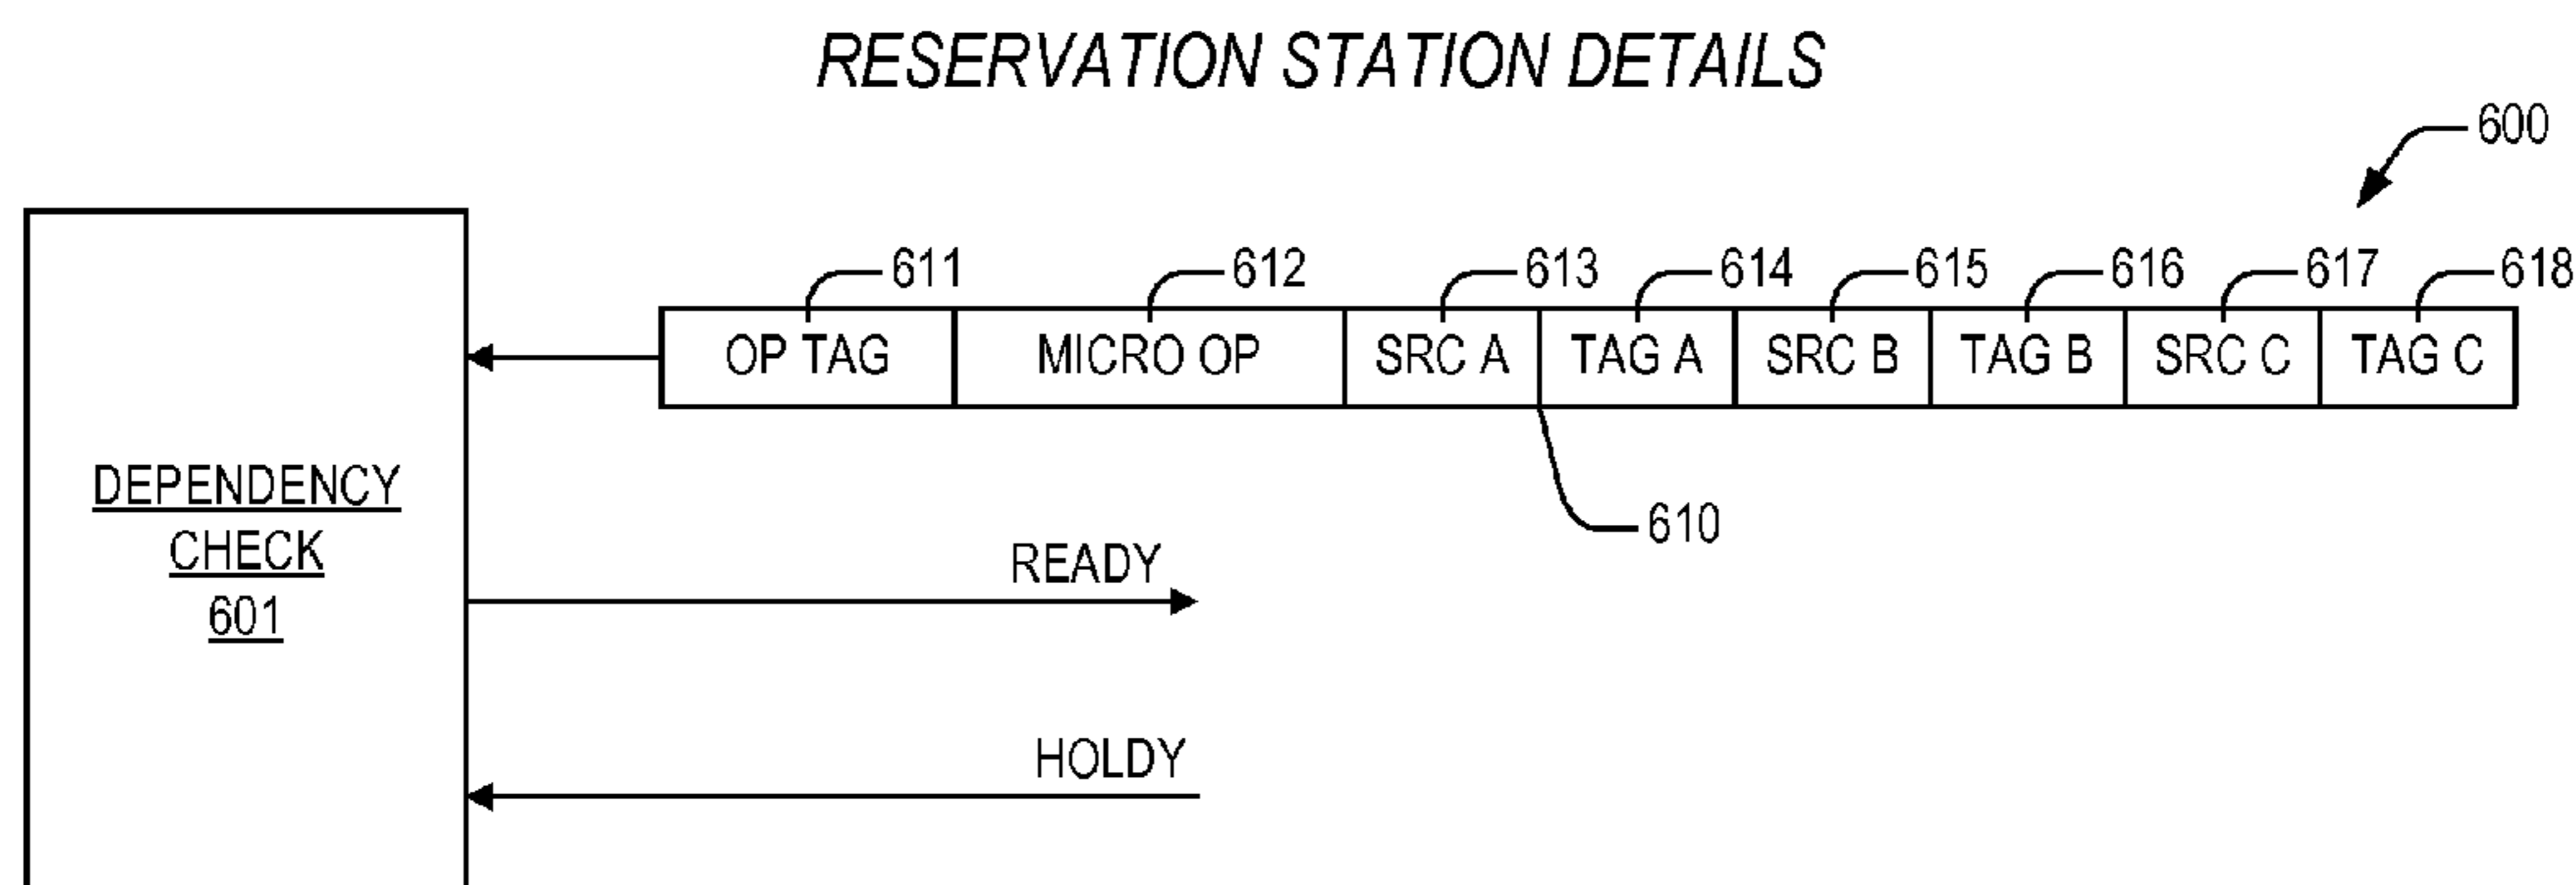 RESERVATION STATION DETAILS
600
611 612 613 614 615 616 617 618
OP TAG MICRO OP SRC A TAG A SRC B TAG B SRC C TAG C
610
DEPENDENCY
CHECK
601
READY
HOLDY